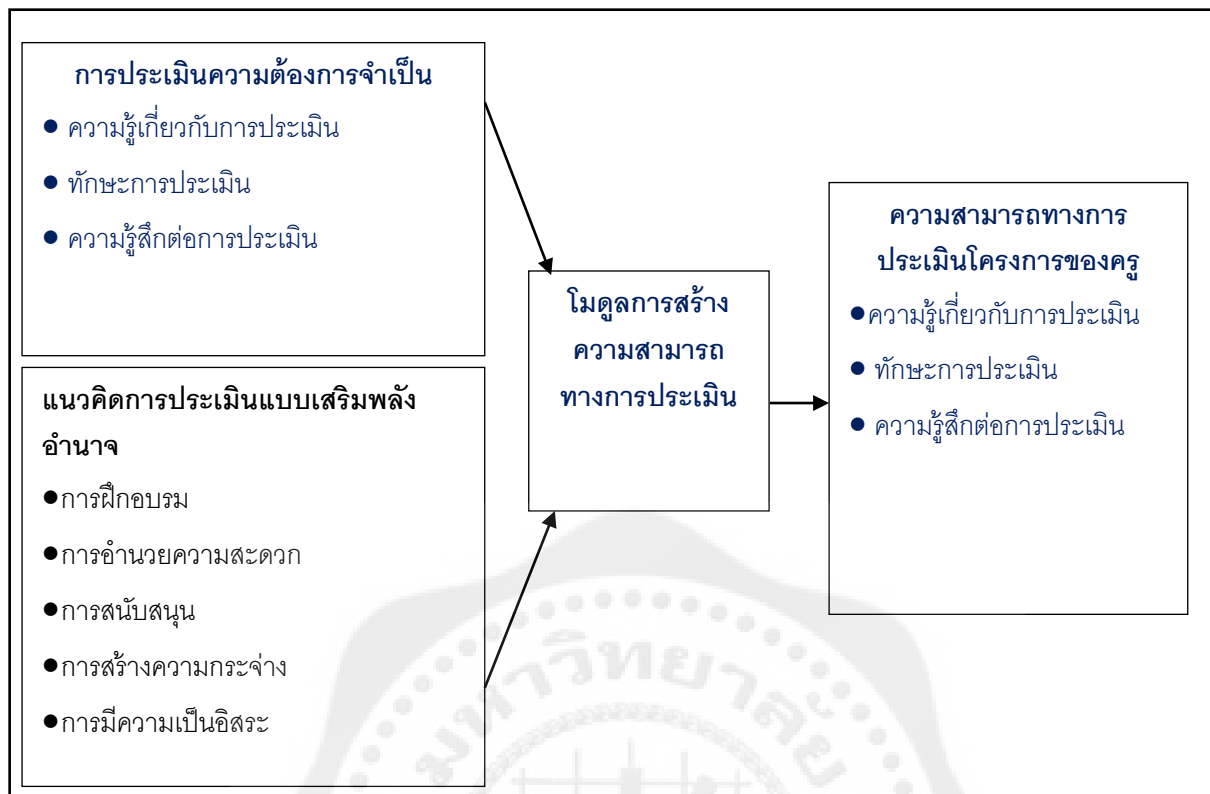 การประเมินความต้องการจำเป็น
● ความรู้เกี่ยวกับการประเมิน
● ทักษะการประเมิน
● ความรู้สึกต่อการประเมิน
แนวคิดการประเมินแบบเสริมพลัง
อำนาจ
●การฝึกอบรม
●การอำนวยความสะดวก
●การสนับสนุน
●การสร้างความกระจ่าง
●การมีความเป็นอิสระ
โมดูลการสร้าง
ความสามารถ
ทางการประเมิน
ความสามารถทางการ
ประเมินโครงการของครู
●ความรู้เกี่ยวกับการประเมิน
● ทักษะการประเมิน
● ความรู้สึกต่อการประเมิน
มหาวิทยาลัย